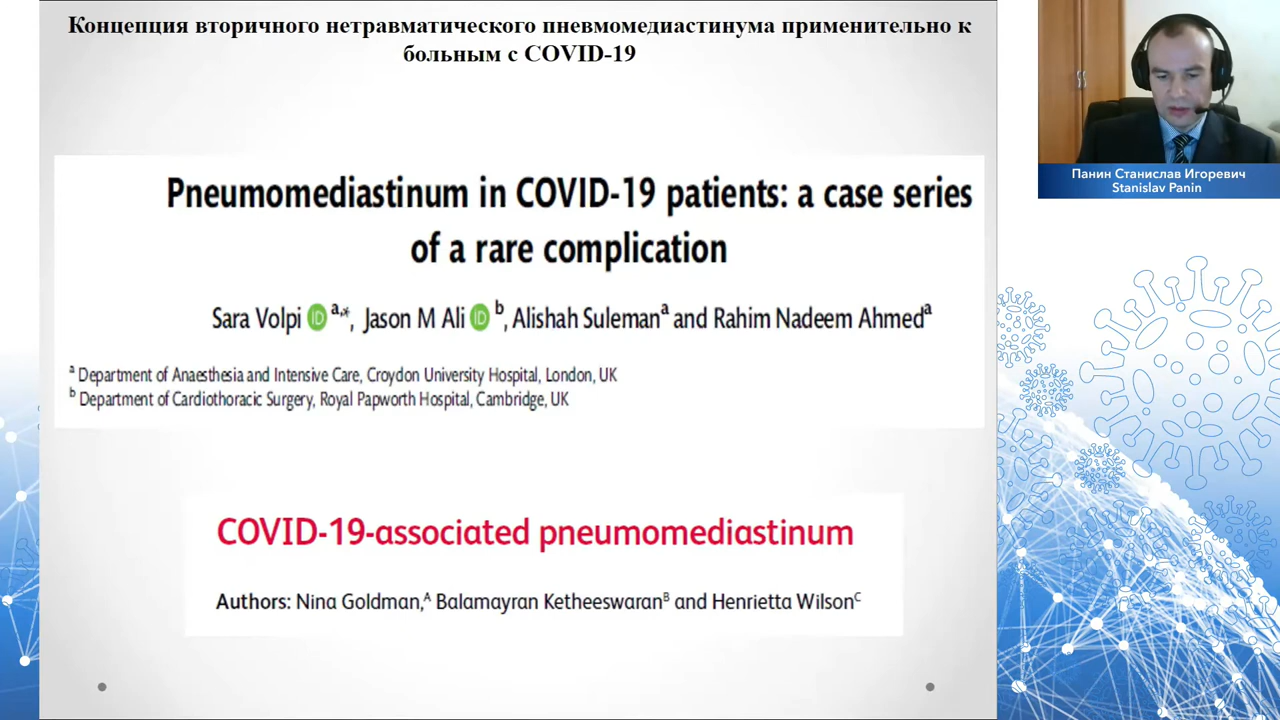 Концепция вторичного нетравматического пневмомедиастинума применительно к
больным с COVID-19
Pneumomediastinum in COVID-19 patients: a case series
of a rare complication
Sara Volpi iD a,*, Jason M Ali iD b, Alishah Suleman a and Rahim Nadeem Ahmed a
a Department of Anaesthesia and Intensive Care, Croydon University Hospital, London, UK
b Department of Cardiothoracic Surgery, Royal Papworth Hospital, Cambridge, UK
COVID-19-associated pneumomediastinum
Authors: Nina Goldman,A Balamayran Ketheeswaran B and Henrietta Wilson C
Панин Станислав Игоревич
Stanislav Panin